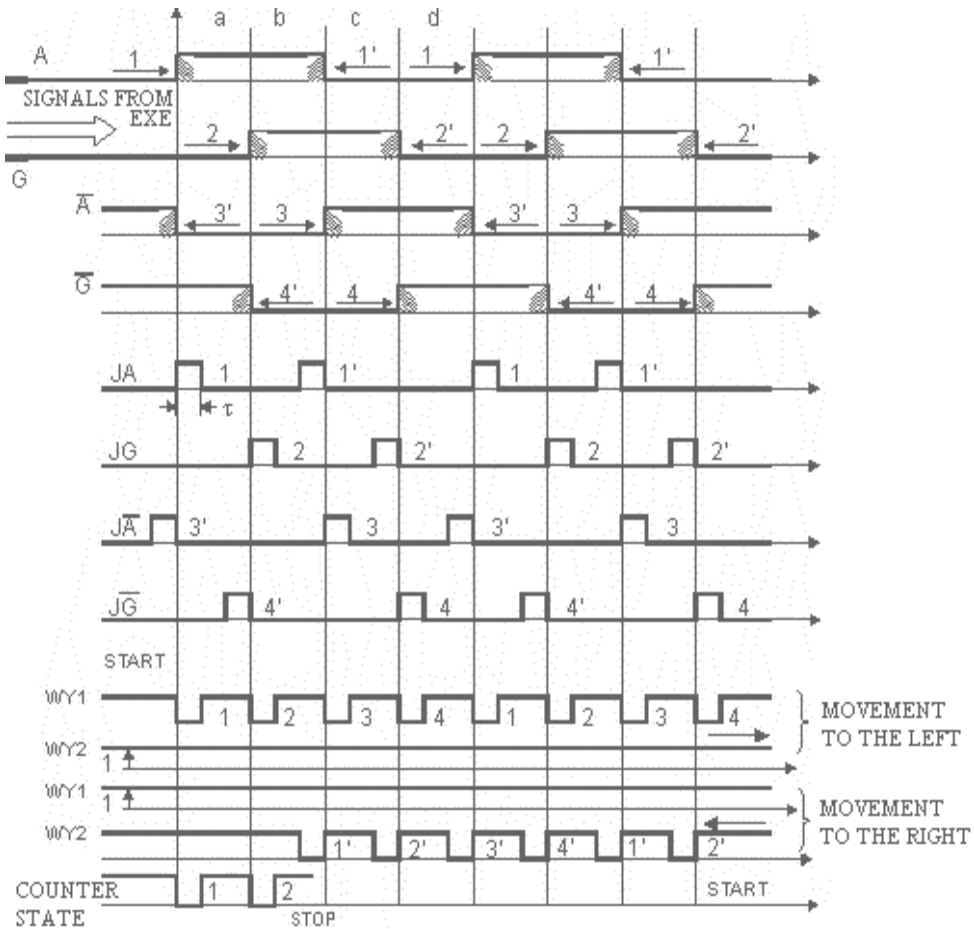 a b c d
A 1 1' 1 1'
SIGNALS FROM
EXE
2 2' 2 2'
G
A̅ 3' 3 3' 3
G̅ 4' 4 4' 4
JA 1 1' 1 1'
τ
JG 2 2' 2 2'
JA̅ 3' 3 3' 3
JG̅ 4' 4 4' 4
START
WY1 1 2 3 4 1 2 3 4
MOVEMENT
TO THE LEFT
WY2
1
WY1
1
MOVEMENT
TO THE RIGHT
WY2 1' 2' 3' 4' 1' 2'
COUNTER
STATE
1 2
STOP
START